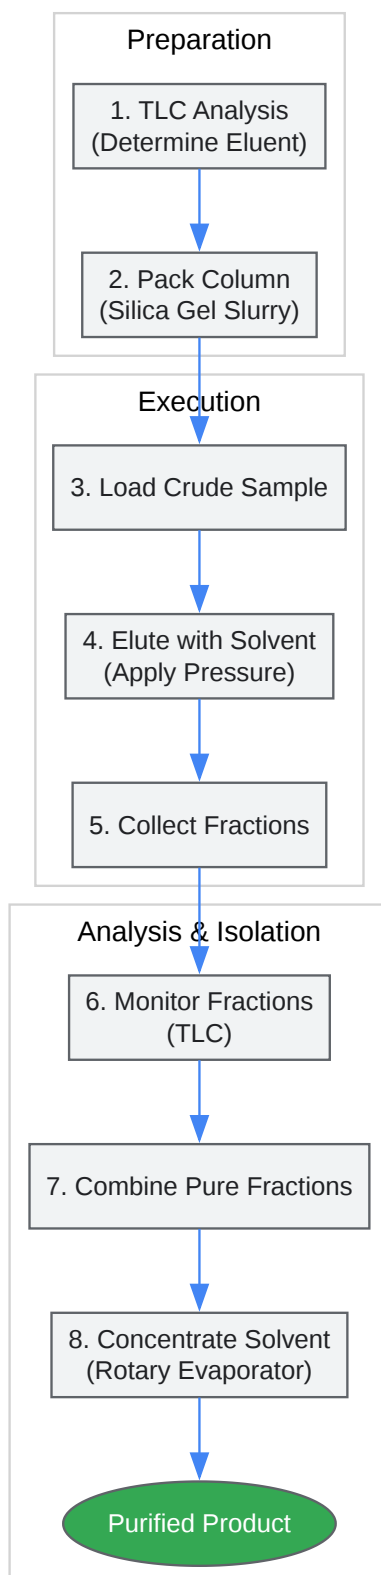 Preparation
1. TLC Analysis
(Determine Eluent)
2. Pack Column
(Silica Gel Slurry)
Execution
3. Load Crude Sample
4. Elute with Solvent
(Apply Pressure)
5. Collect Fractions
Analysis & Isolation
6. Monitor Fractions
(TLC)
7. Combine Pure Fractions
8. Concentrate Solvent
(Rotary Evaporator)
Purified Product